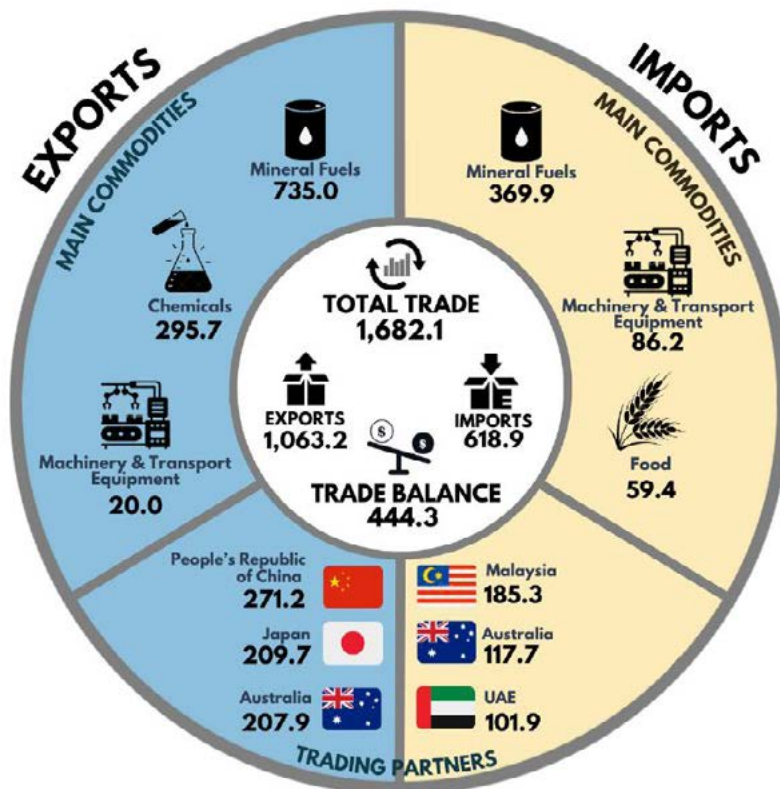 EXPORTS
MAIN COMMODITIES
Mineral Fuels
735.0
Chemicals
295.7
Machinery & Transport
Equipment
20.0
IMPORTS
MAIN COMMODITIES
Mineral Fuels
369.9
Machinery & Transport
Equipment
86.2
Food
59.4
TOTAL TRADE
1,682.1
EXPORTS
1,063.2
IMPORTS
618.9
$
$
TRADE BALANCE
444.3
People's Republic
of China
271.2
Japan
209.7
Australia
207.9
Malaysia
185.3
Australia
117.7
UAE
101.9
TRADING PARTNERS